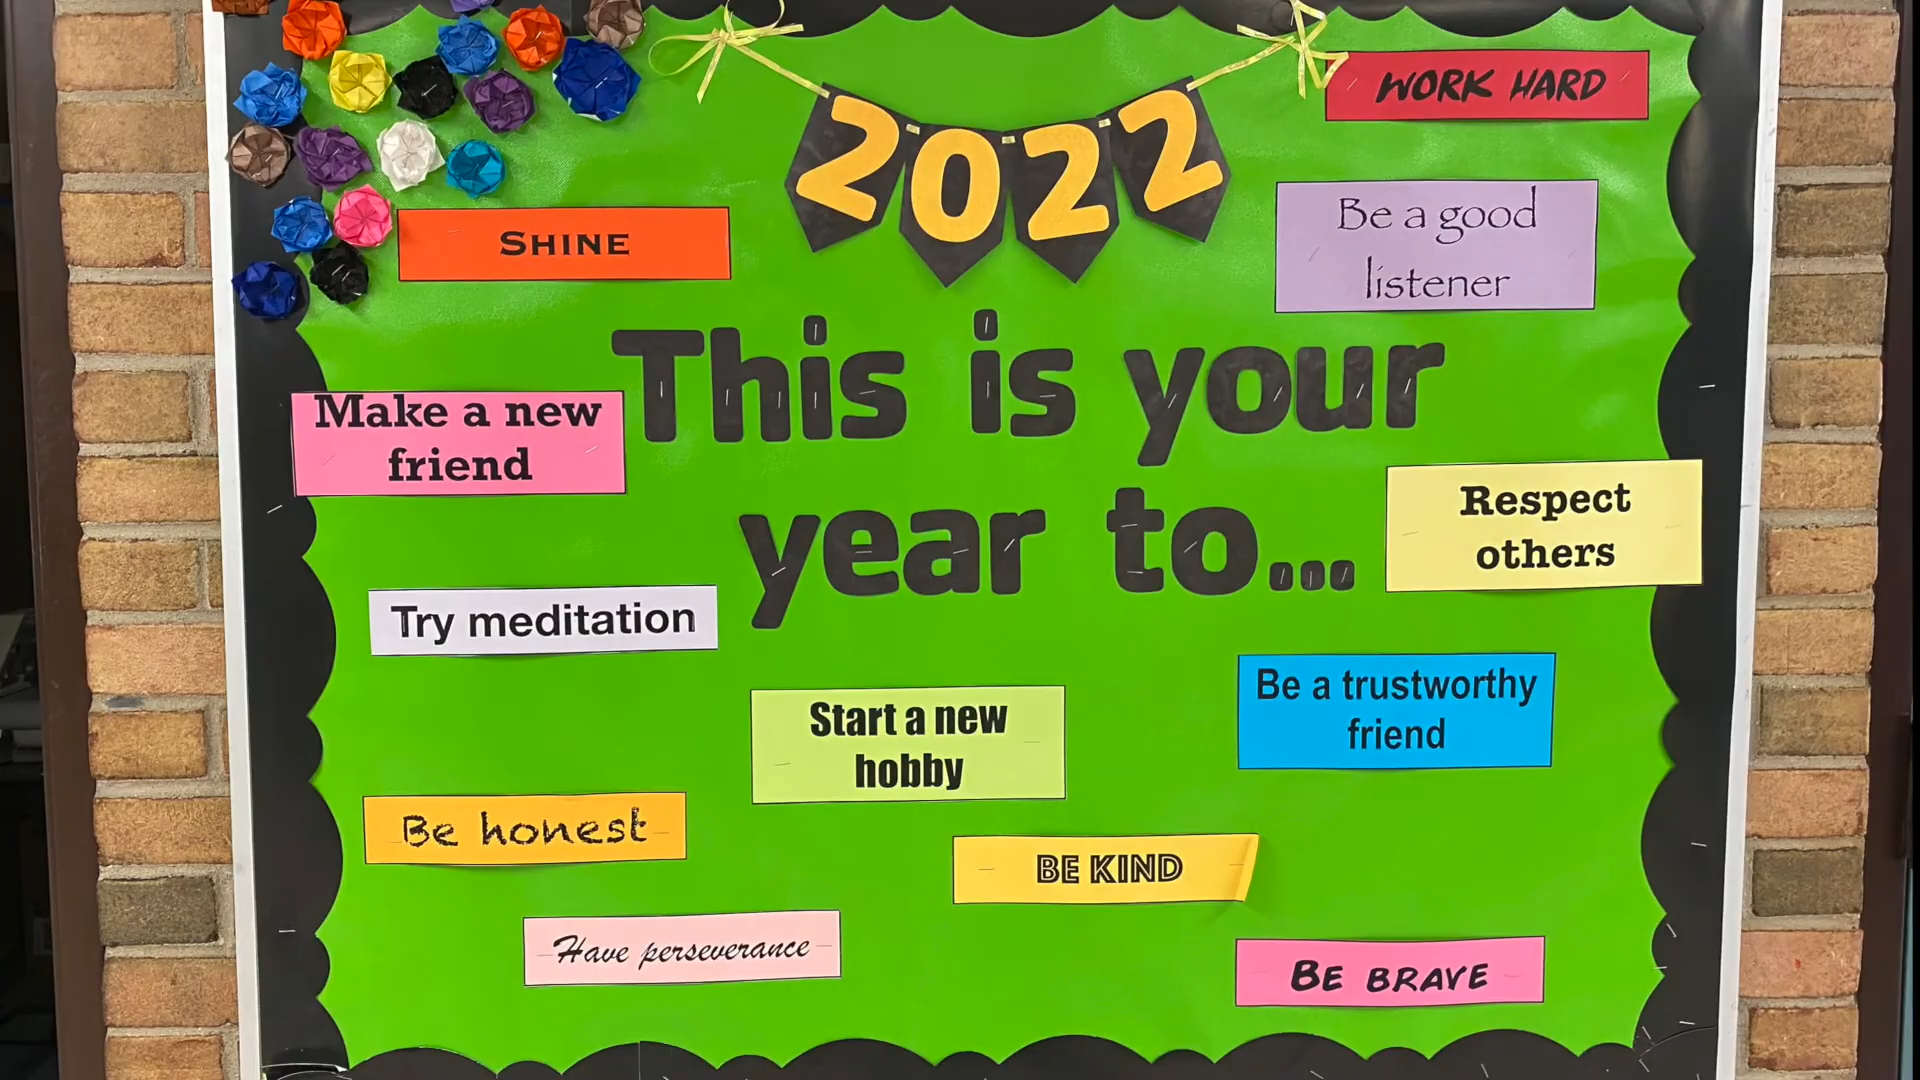 2022
WORK HARD
Be a good
listener
SHINE
This is your
year to...
Make a new
friend
Respect
others
Try meditation
Start a new
hobby
Be a trustworthy
friend
Be honest
BE KIND
Have perseverance
BE BRAVE